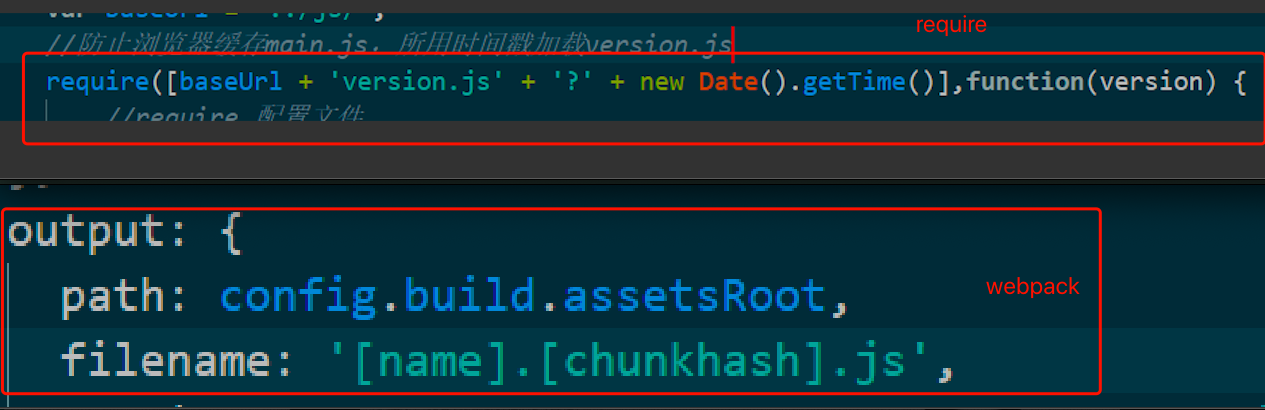 var baseUrl = '../js/';
//防止浏览器缓存main.js. 所用时间戳加载version.js
require
require([baseUrl + 'version.js' + '?' + new Date().getTime()],function(version) {
//require 配置文件
output: {
path: config.build.assetsRoot,
webpack
filename: '[name].[chunkhash].js',